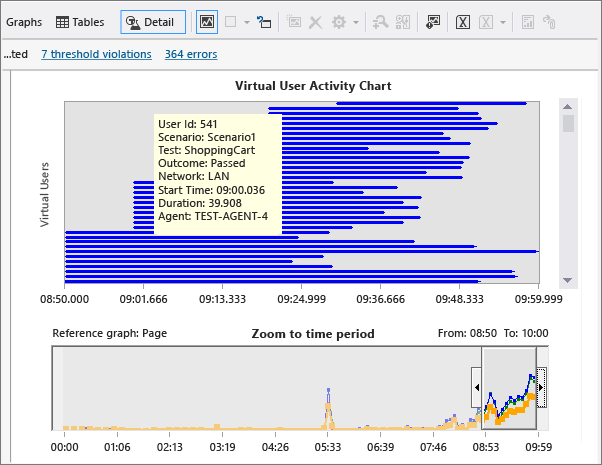 Graphs Tables Detail
...ted 7 threshold violations 364 errors
Virtual User Activity Chart
Virtual Users
User Id: 541
Scenario: Scenario1
Test: ShoppingCart
Outcome: Passed
Network: LAN
Start Time: 09:00.036
Duration: 39.908
Agent: TEST-AGENT-4
08:50.000 09:01.666 09:13.333 09:24.999 09:36.666 09:48.333 09:59.999
Reference graph: Page Zoom to time period From: 08:50 To: 10:00
00:00 01:06 02:13 03:19 04:26 05:33 06:39 07:46 08:53 09:59